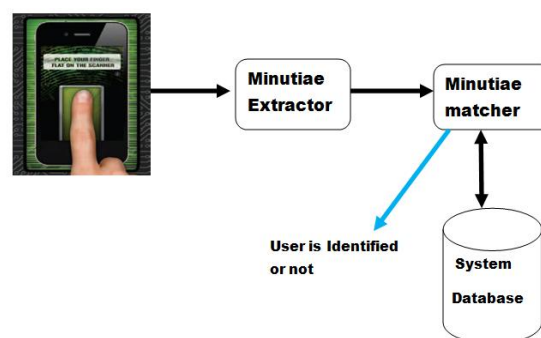 PLACE YOUR FINGER
FLAT ON THE SCANNER
Minutiae
Extractor
Minutiae
matcher
User is Identified
or not
System
Database